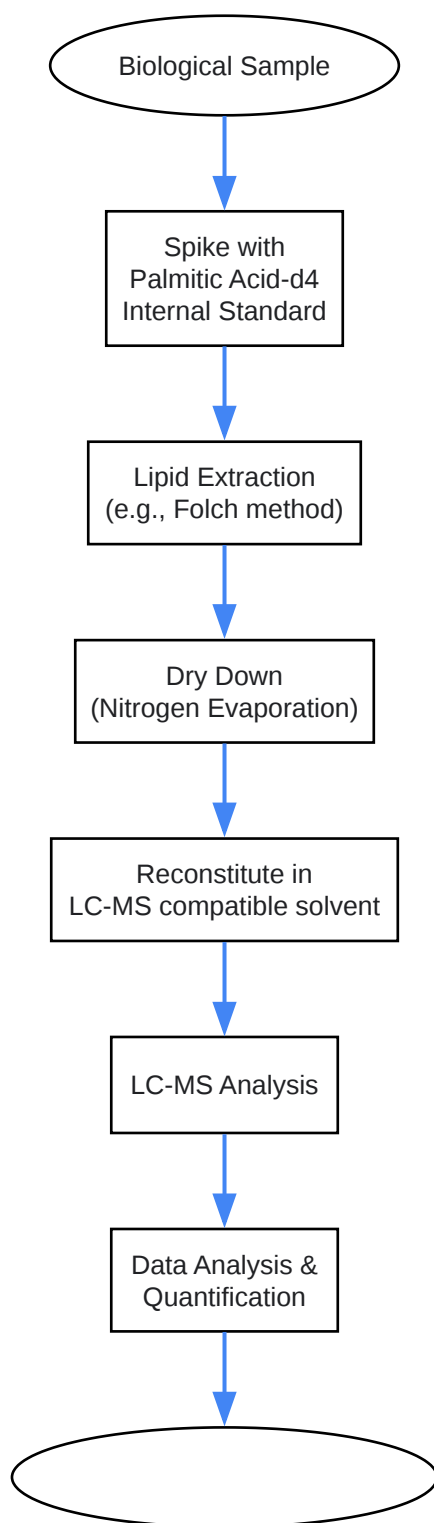 Biological Sample
Spike with
Palmitic Acid-d4
Internal Standard
Lipid Extraction
(e.g., Folch method)
Dry Down
(Nitrogen Evaporation)
Reconstitute in
LC-MS compatible solvent
LC-MS Analysis
Data Analysis &
Quantification